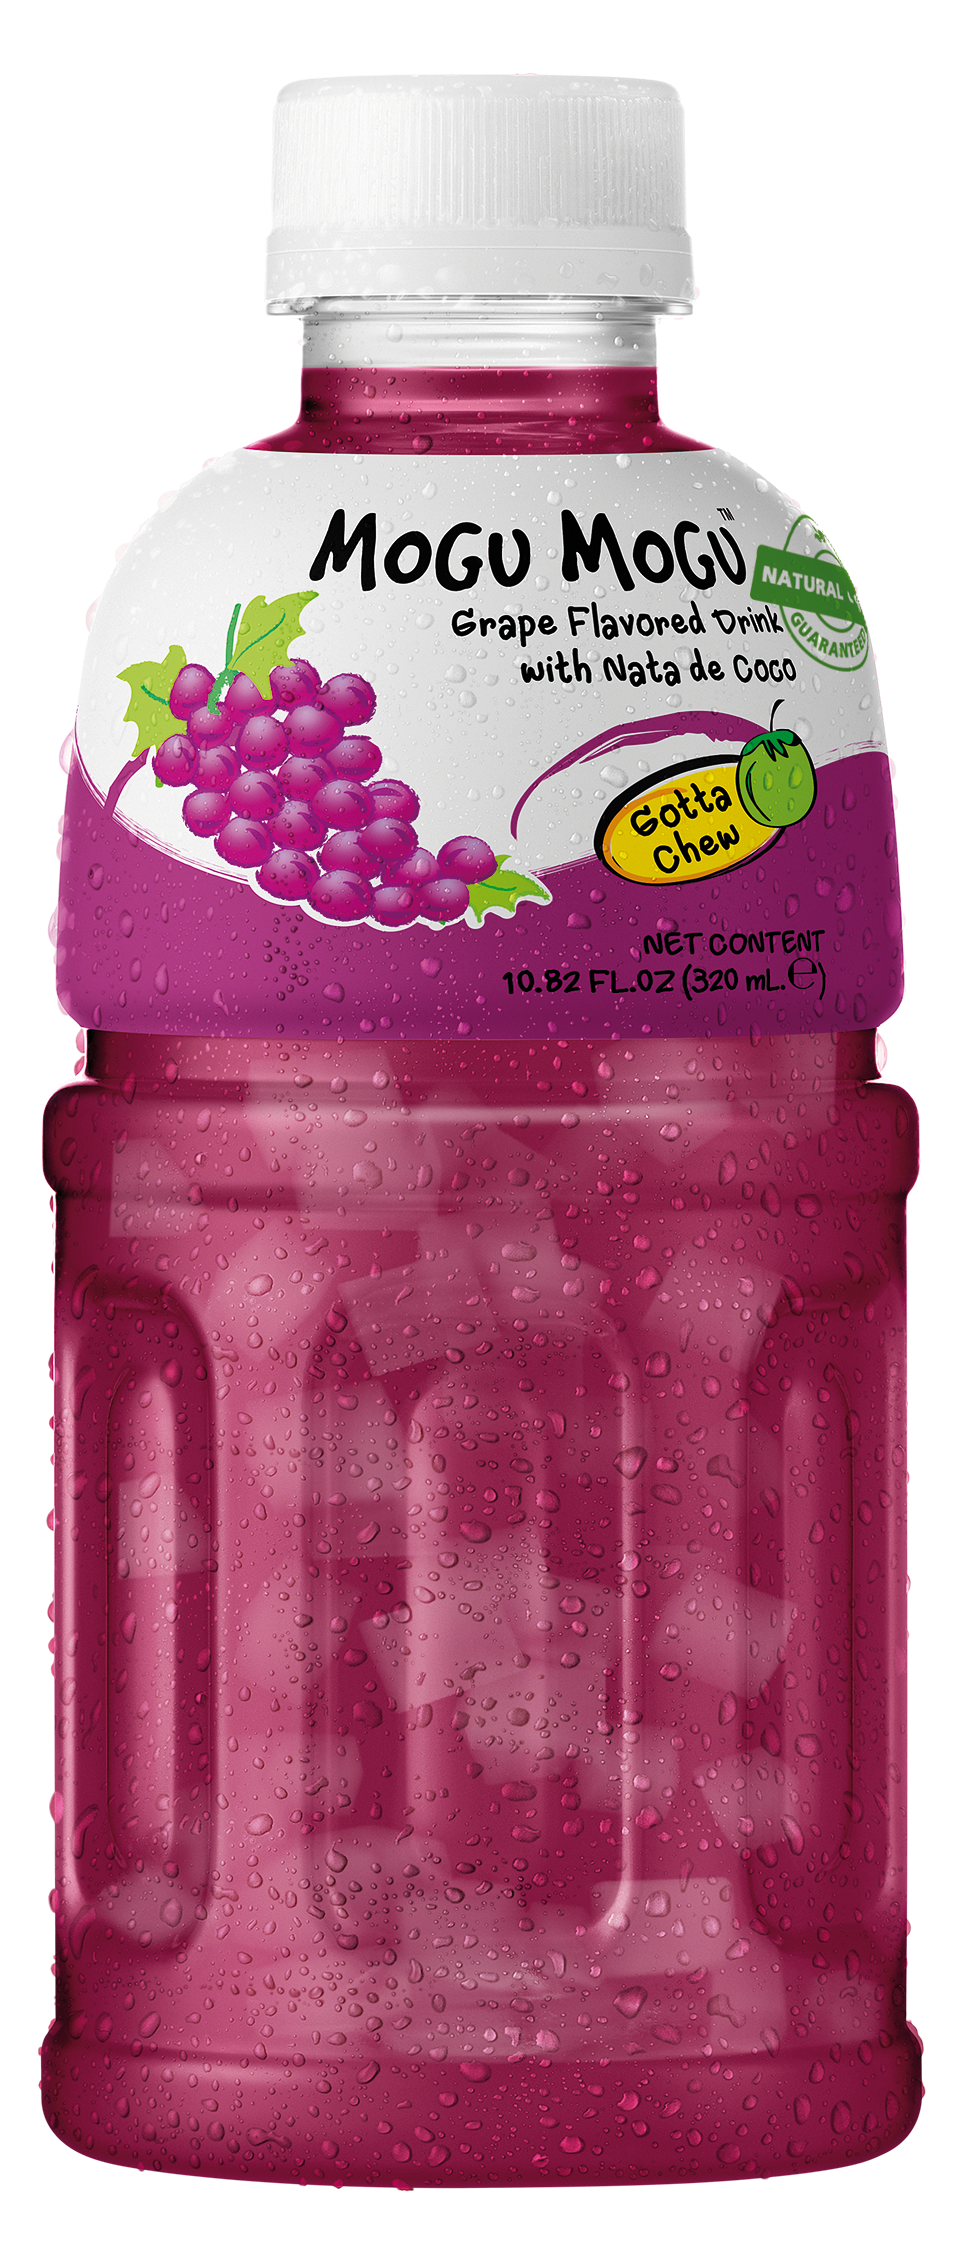 MOGU MOGU™
Grape Flavored Drink
with Nata de Coco
NATURAL
GUARANTEED
Gotta
Chew
NET CONTENT
10.82 FL.OZ (320 mL.℮)